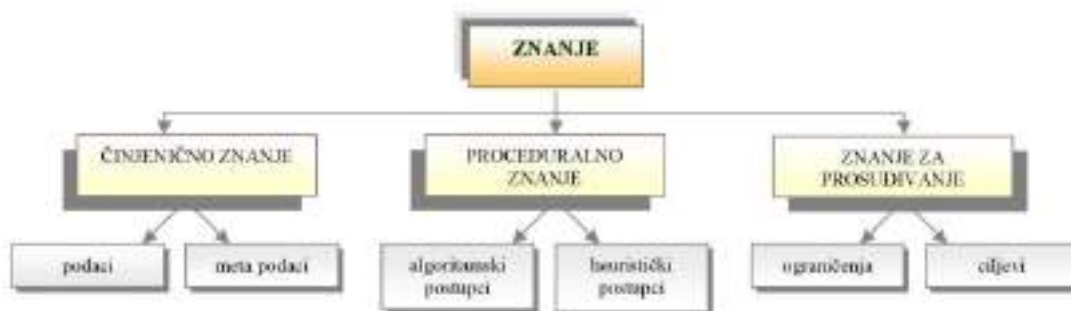 ZNANJE
ČINJENIČNO ZNANJE
PROCEDURALNO
ZNANJE
ZNANJE ZA
PROSUĐIVANJE
podaci
meta podaci
algoritamski
postupci
heuristički
postupci
ograničenja
ciljevi